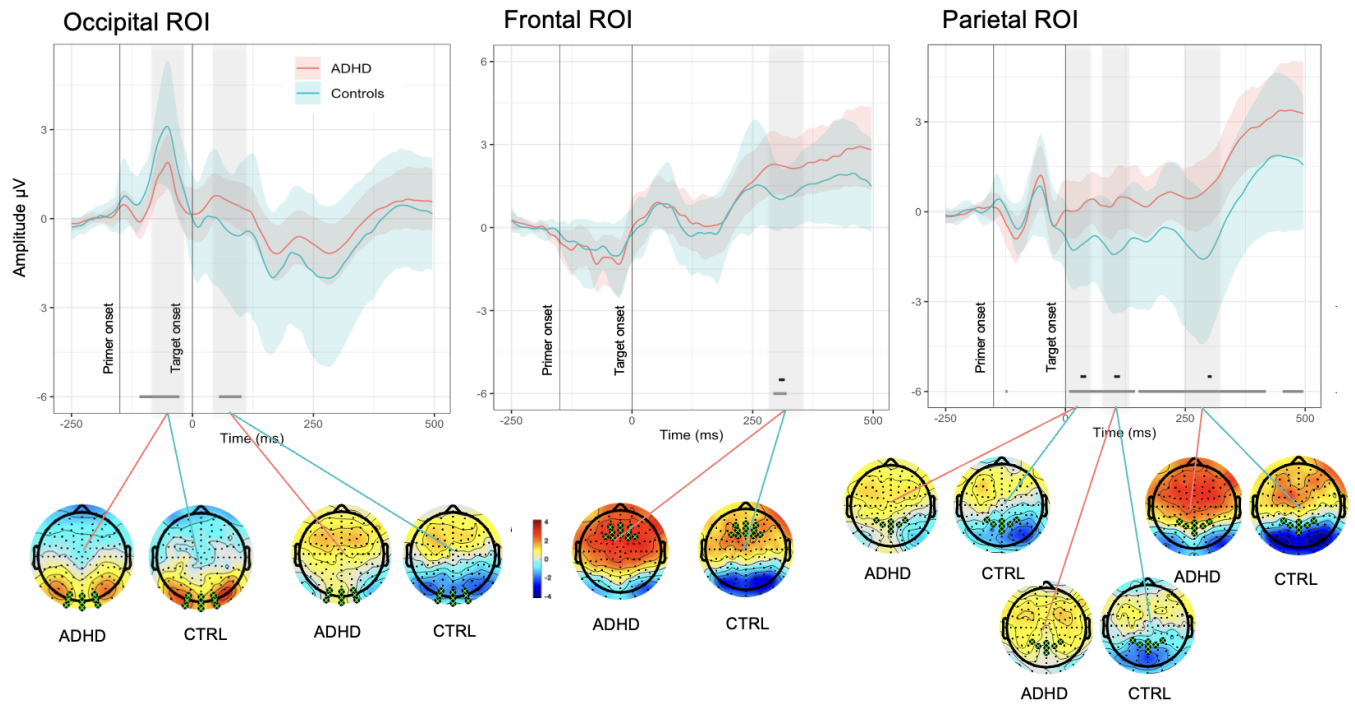 Occipital ROI
Frontal ROI
Parietal ROI
ADHD
Controls
Amplitude µV
3
0
3
-6
Primer onset
Target onset
-250
0
250
500
Time (ms)
6
3
0
-3
-6
Primer onset
Target onset
-250
0
250
500
Time (ms)
3
0
-3
-6
Primer onset
Target onset
-250
0
250
500
Time (ms)
ADHD
CTRL
ADHD
CTRL
4
2
0
-2
-4
ADHD
CTRL
ADHD
CTRL
ADHD
CTRL
ADHD
CTRL